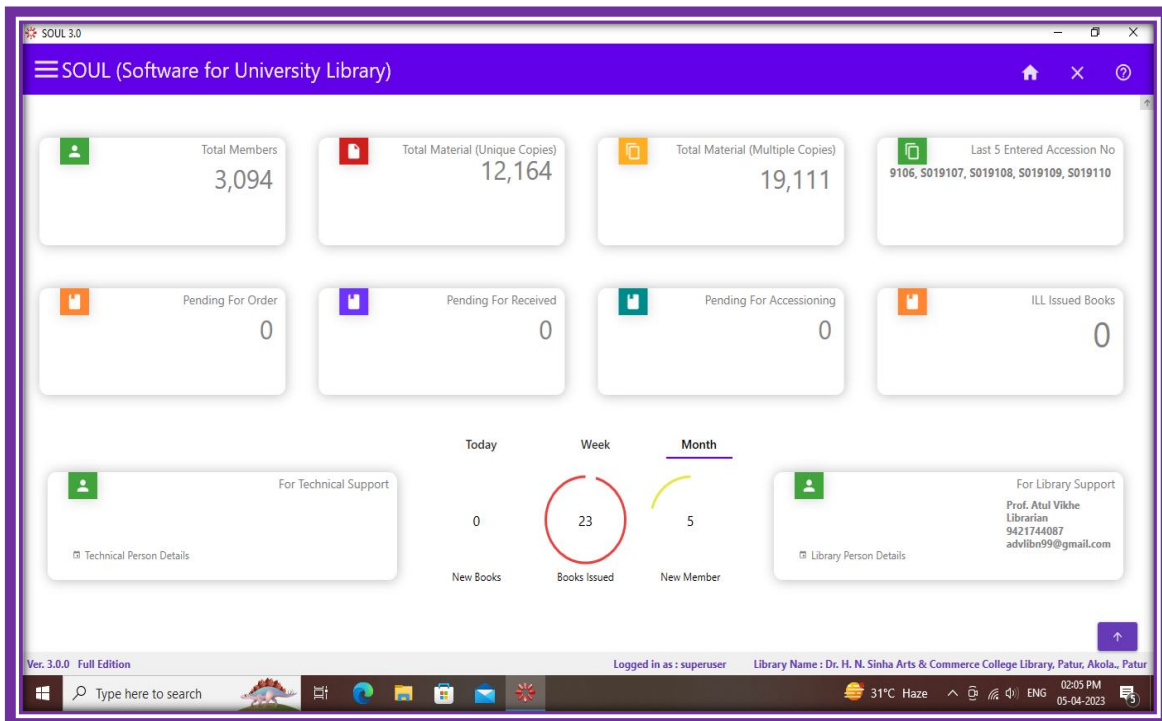 SOUL 3.0
SOUL (Software for University Library)
Total Members
3,094
Total Material (Unique Copies)
12,164
Total Material (Multiple Copies)
19,111
Last 5 Entered Accession No
9106, S019107, S019108, S019109, S019110
Pending For Order
0
Pending For Received
0
Pending For Accessioning
0
ILL Issued Books
0
Today Week Month
For Technical Support
Technical Person Details
0 23 5
New Books Books Issued New Member
For Library Support
Prof. Atul Vikhe
Librarian
9421744087
advlibn99@gmail.com
Library Person Details
Ver. 3.0.0 Full Edition Logged in as : superuser Library Name : Dr. H. N. Sinha Arts & Commerce College Library, Patur, Akola., Patur
Type here to search 31°C Haze ENG 02:05 PM
05-04-2023
5